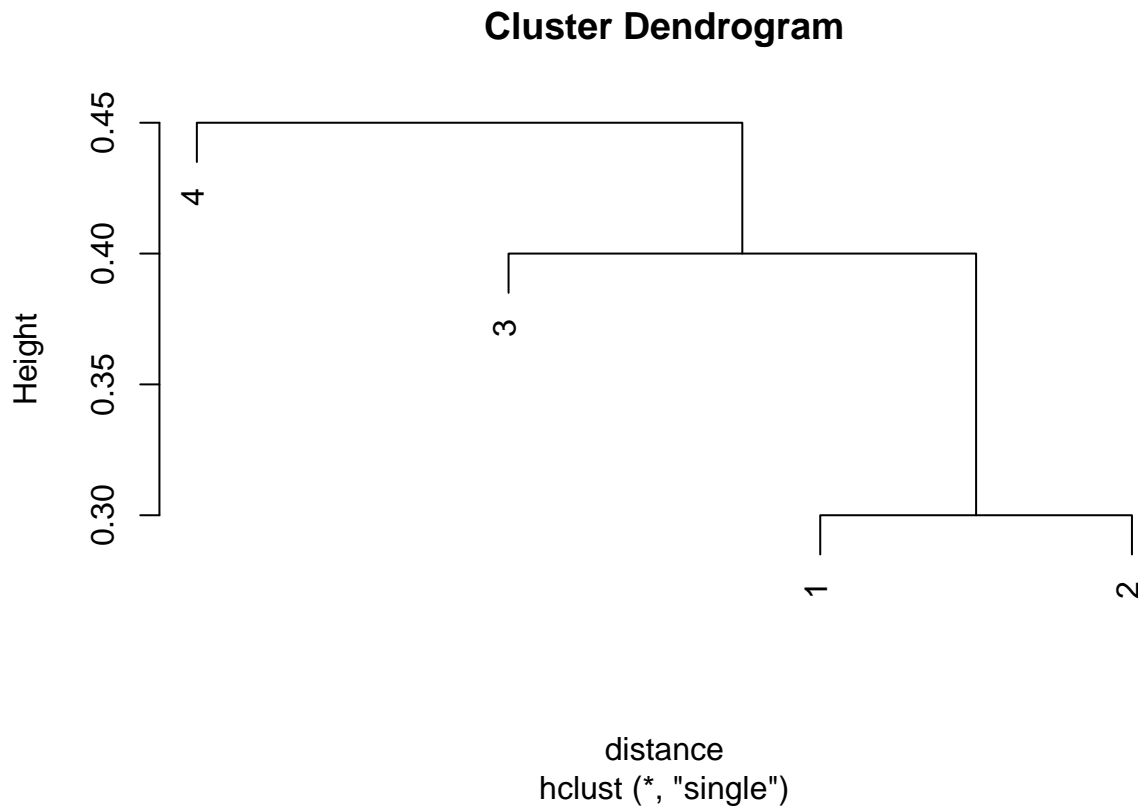 Cluster Dendrogram
Height
0.45
0.40
0.35
0.30
4
3
1
2
distance
hclust (*, "single")